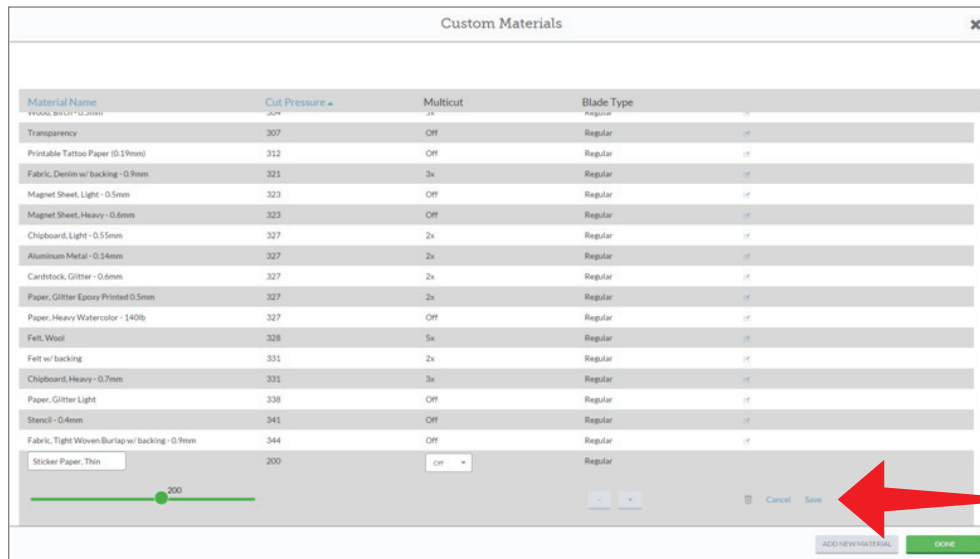 Custom Materials
Material Name Cut Pressure Multicut Blade Type
Wood, Birch - 0.5mm 304 3x Regular
Transparency 307 Off Regular
Printable Tattoo Paper (0.19mm) 312 Off Regular
Fabric, Denim w/ backing - 0.9mm 321 3x Regular
Magnet Sheet, Light - 0.5mm 323 Off Regular
Magnet Sheet, Heavy - 0.6mm 323 Off Regular
Chipboard, Light - 0.55mm 327 2x Regular
Aluminum Metal - 0.14mm 327 2x Regular
Cardstock, Glitter - 0.6mm 327 2x Regular
Paper, Glitter Epoxy Printed 0.5mm 327 2x Regular
Paper, Heavy Watercolor - 140lb 327 Off Regular
Felt, Wool 328 5x Regular
Felt w/ backing 331 2x Regular
Chipboard, Heavy - 0.7mm 331 3x Regular
Paper, Glitter Light 338 Off Regular
Stencil - 0.4mm 341 Off Regular
Fabric, Tight Woven Burlap w/ backing - 0.9mm 344 Off Regular
Sticker Paper, Thin 200 Off Regular
200 - + Cancel Save
ADD NEW MATERIAL DONE